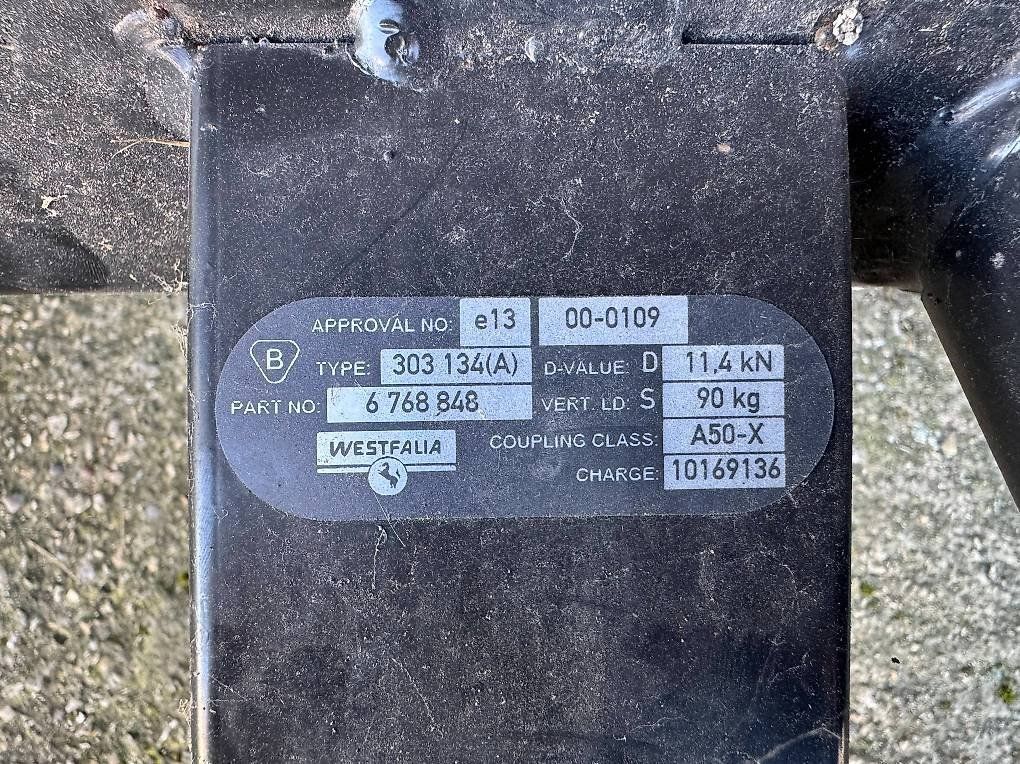 APPROVAL NO: e13 00-0109
B TYPE: 303 134(A) D-VALUE: D 11,4 kN
PART NO: 6 768 848 VERT. LD: S 90 kg
WESTFALIA COUPLING CLASS: A50-X
CHARGE: 10169136